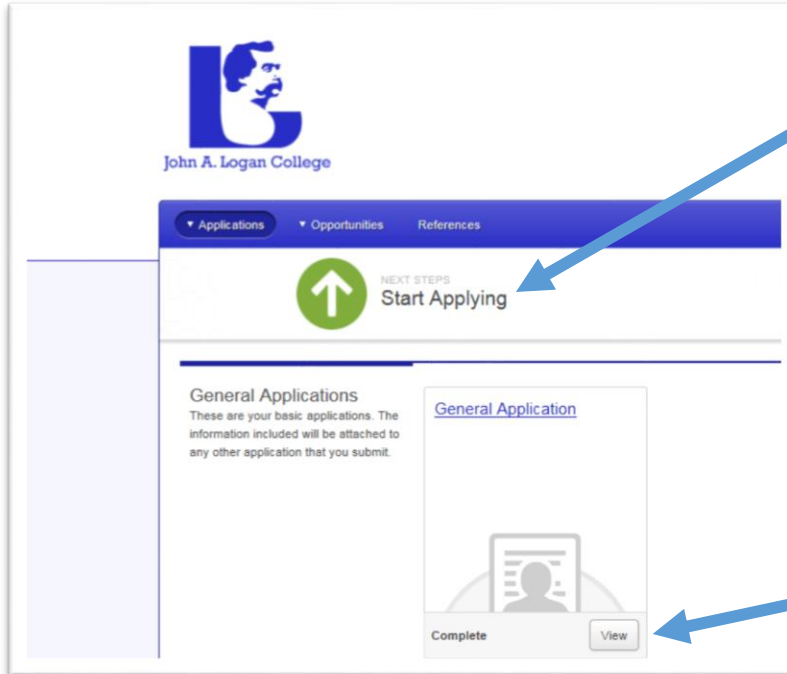 John A. Logan College
▾ Applications ▾ Opportunities References
NEXT STEPS
Start Applying
General Applications
These are your basic applications. The
information included will be attached to
any other application that you submit.
General Application
Complete View